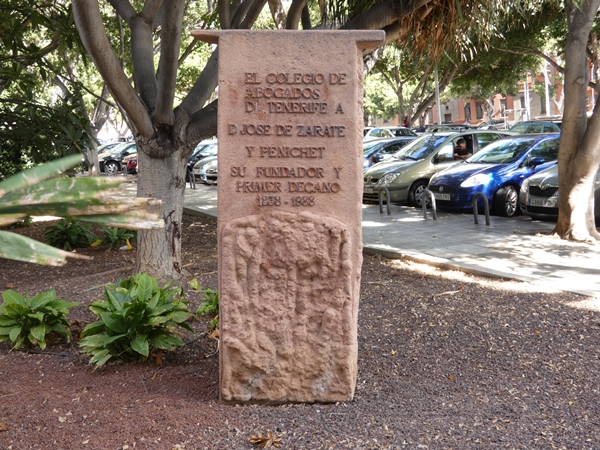 EL COLEGIO DE
ABOGADOS
DE TENERIFE A
D. JOSE DE ZARATE
Y PENICHET
SU FUNDADOR Y
PRIMER DECANO
1838 - 1988